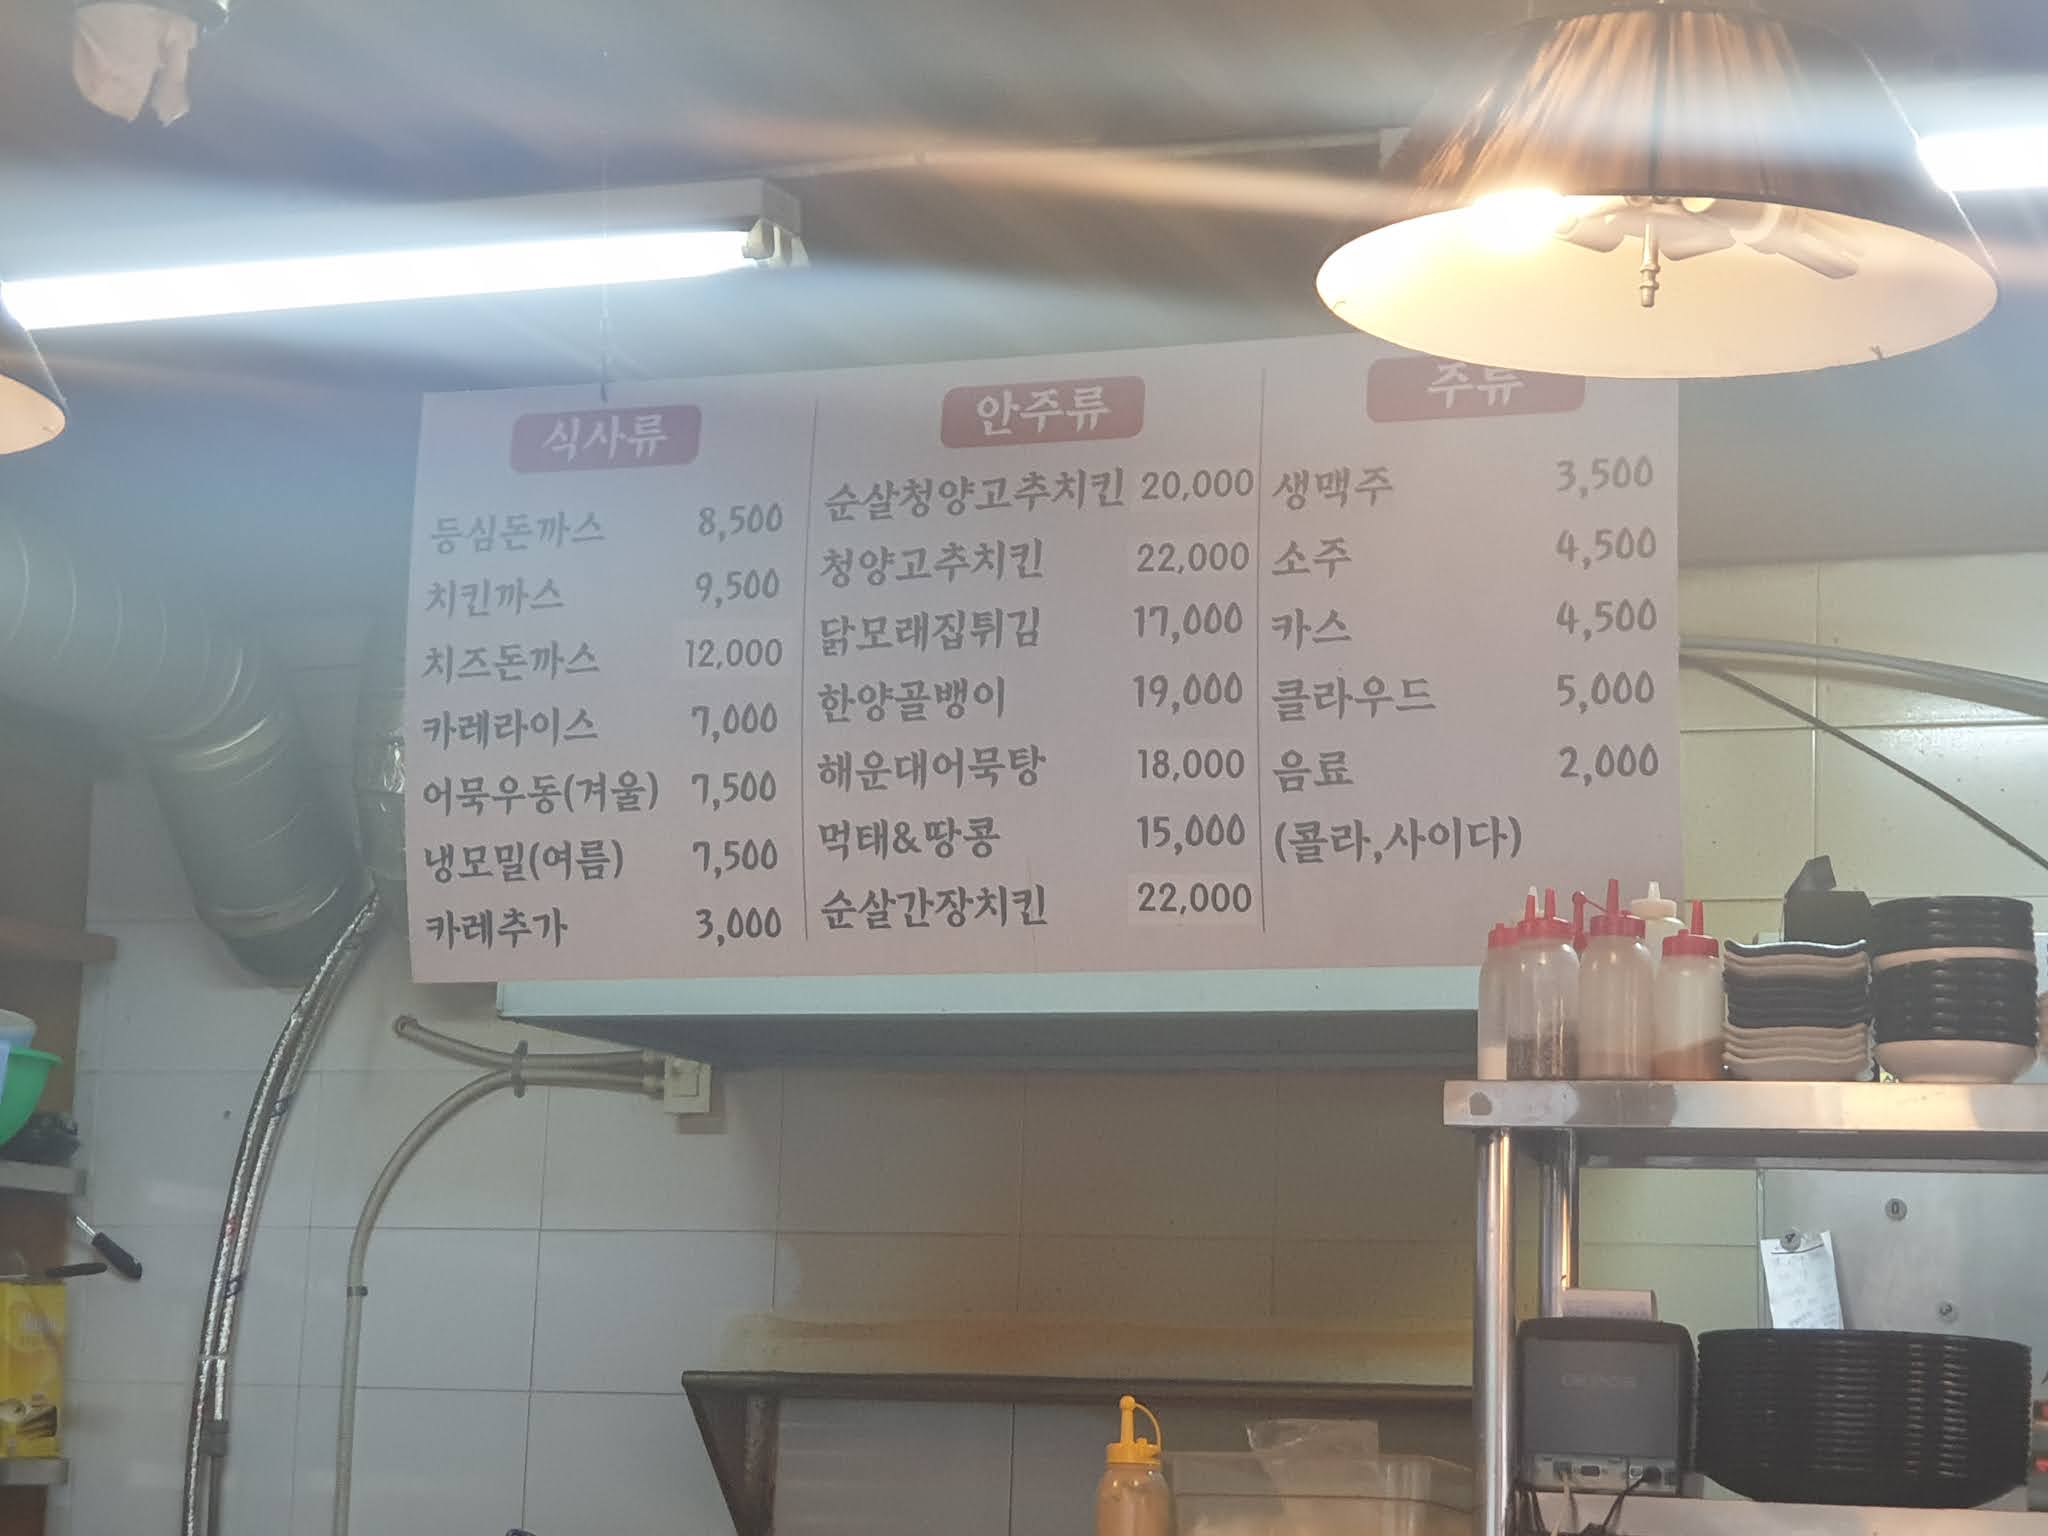 식사류
등심돈까스 8,500
치킨까스 9,500
치즈돈까스 12,000
카레라이스 7,000
어묵우동(겨울) 7,500
냉모밀(여름) 7,500
카레추가 3,000
안주류
순살청양고추치킨 20,000
청양고추치킨 22,000
닭모래집튀김 17,000
한양골뱅이 19,000
해운대어묵탕 18,000
먹태&땅콩 15,000
순살간장치킨 22,000
주류
생맥주 3,500
소주 4,500
카스 4,500
클라우드 5,000
음료 2,000
(콜라,사이다)